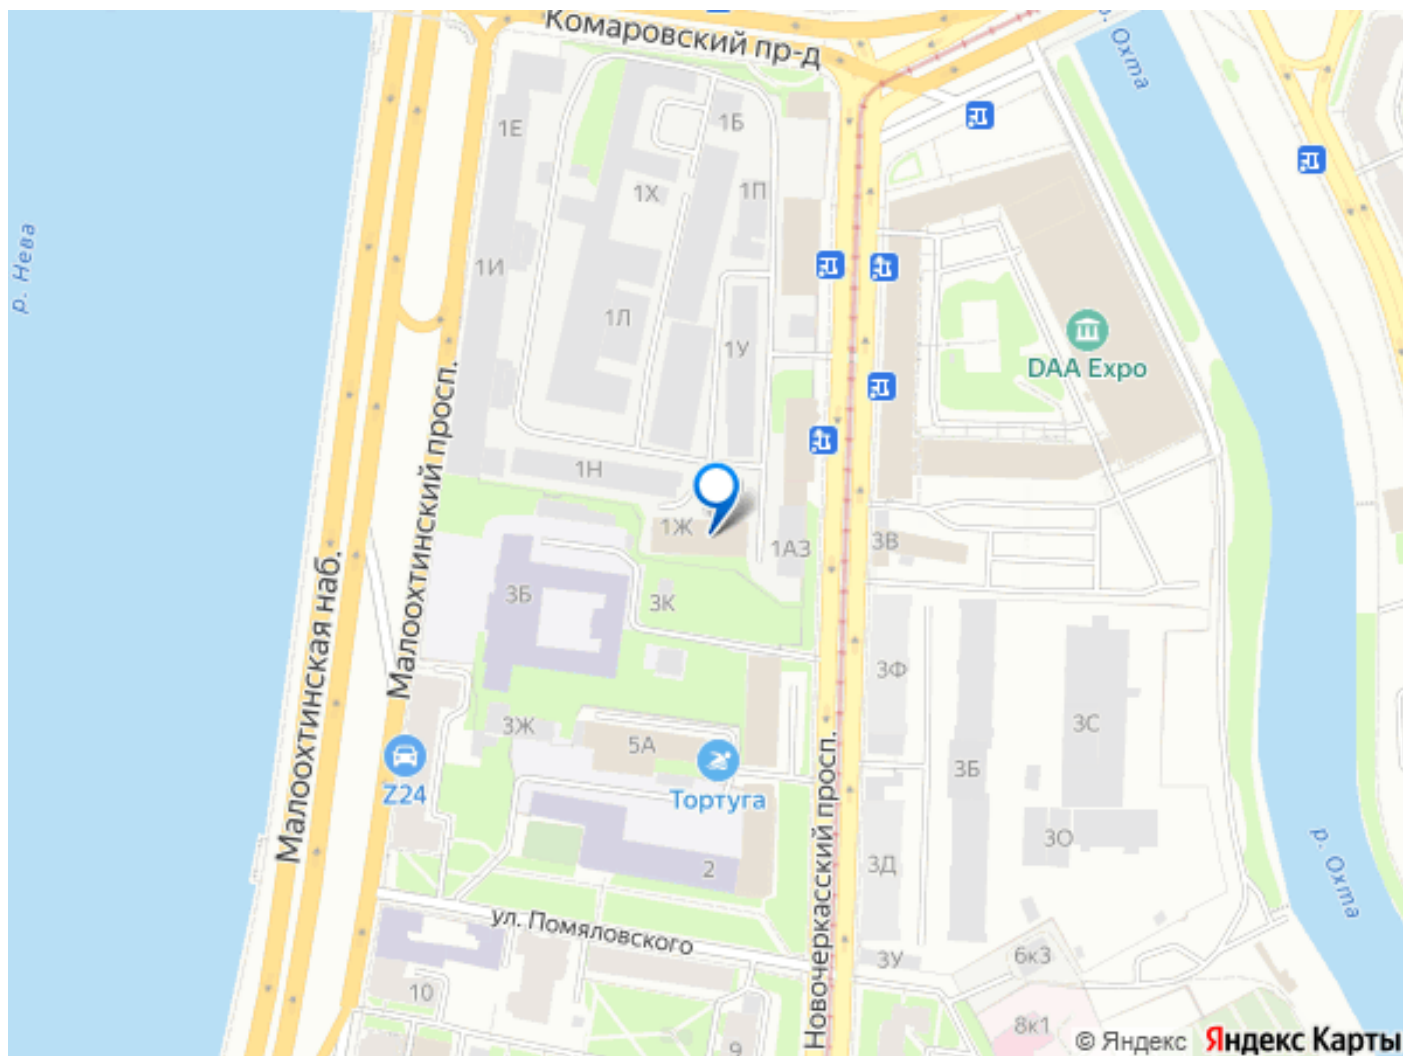 Комаровский пр-д
р. Охта
1Е
1Б
1Х
1П
р. Нева
1И
1Л
1У
DAA Expo
Малоохтинский просп.
1Н
1Ж
1А3
3В
Малоохтинская наб.
3Б
3К
3Ф
3Ж
5А
3С
Z24
Тортуга
3Б
Новочеркасский просп.
3О
3Д
2
р. Охта
ул. Помяловского
3У
6к3
10
8к1
9
© Яндекс Яндекс Карты